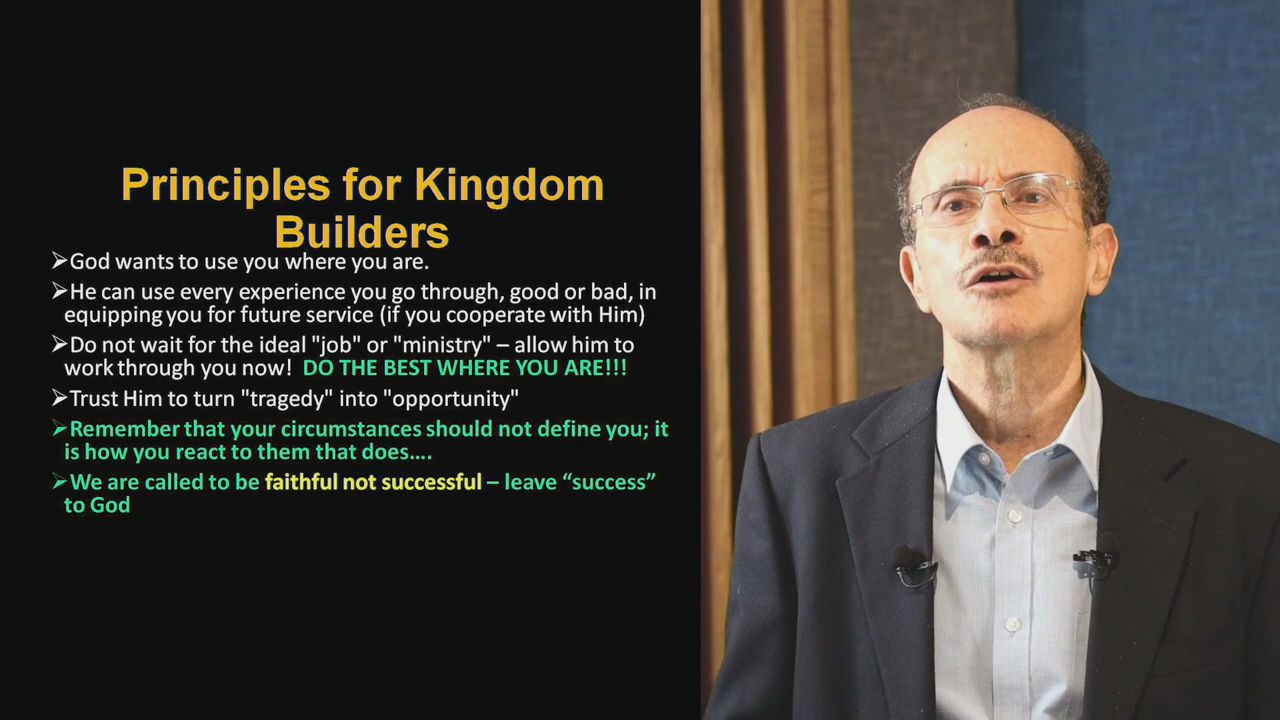 Principles for Kingdom
Builders
➢God wants to use you where you are.
➢He can use every experience you go through, good or bad, in
equipping you for future service (if you cooperate with Him)
➢Do not wait for the ideal "job" or "ministry" – allow him to
work through you now!  DO THE BEST WHERE YOU ARE!!!
➢Trust Him to turn "tragedy" into "opportunity"
➢Remember that your circumstances should not define you; it
is how you react to them that does….
➢We are called to be faithful not successful – leave “success”
to God